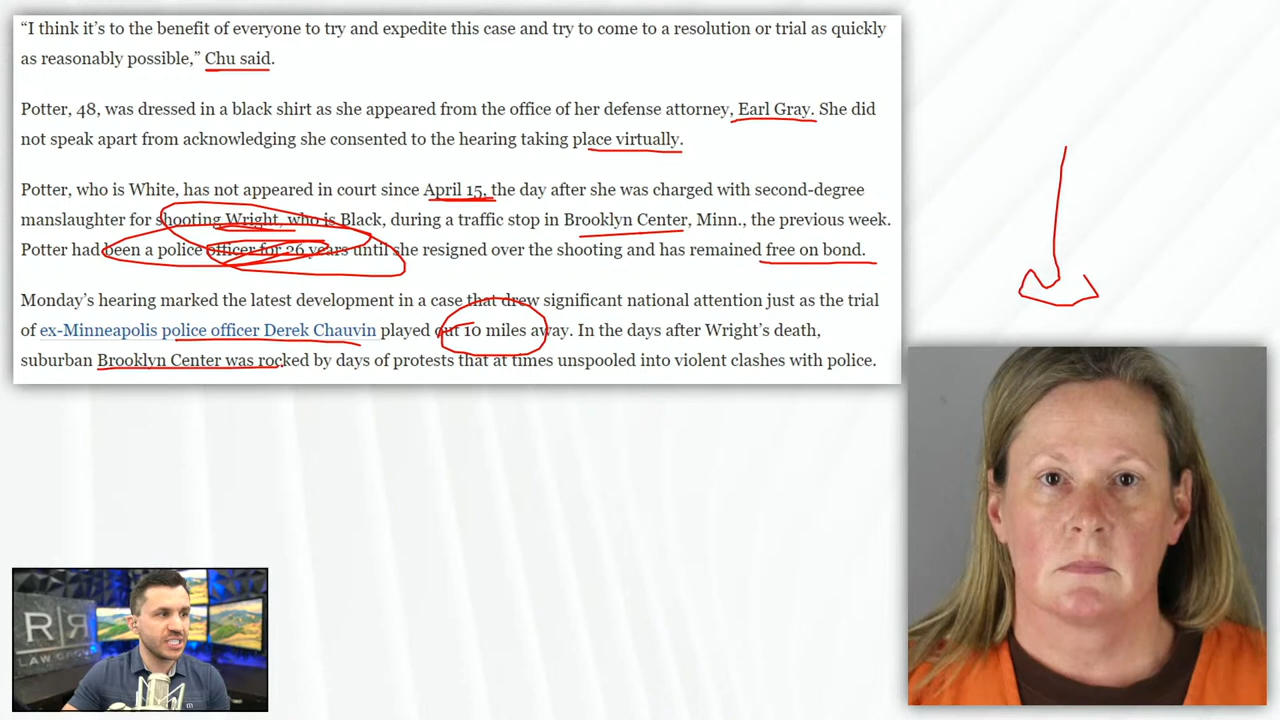 “I think it’s to the benefit of everyone to try and expedite this case and try to come to a resolution or trial as quickly
as reasonably possible,” Chu said.
Potter, 48, was dressed in a black shirt as she appeared from the office of her defense attorney, Earl Gray. She did
not speak apart from acknowledging she consented to the hearing taking place virtually.
Potter, who is White, has not appeared in court since April 15, the day after she was charged with second-degree
manslaughter for shooting Wright, who is Black, during a traffic stop in Brooklyn Center, Minn., the previous week.
Potter had been a police officer for 26 years until she resigned over the shooting and has remained free on bond.
Monday’s hearing marked the latest development in a case that drew significant national attention just as the trial
of ex-Minneapolis police officer Derek Chauvin played out 10 miles away. In the days after Wright’s death,
suburban Brooklyn Center was rocked by days of protests that at times unspooled into violent clashes with police.
R|R
LAW GROUP